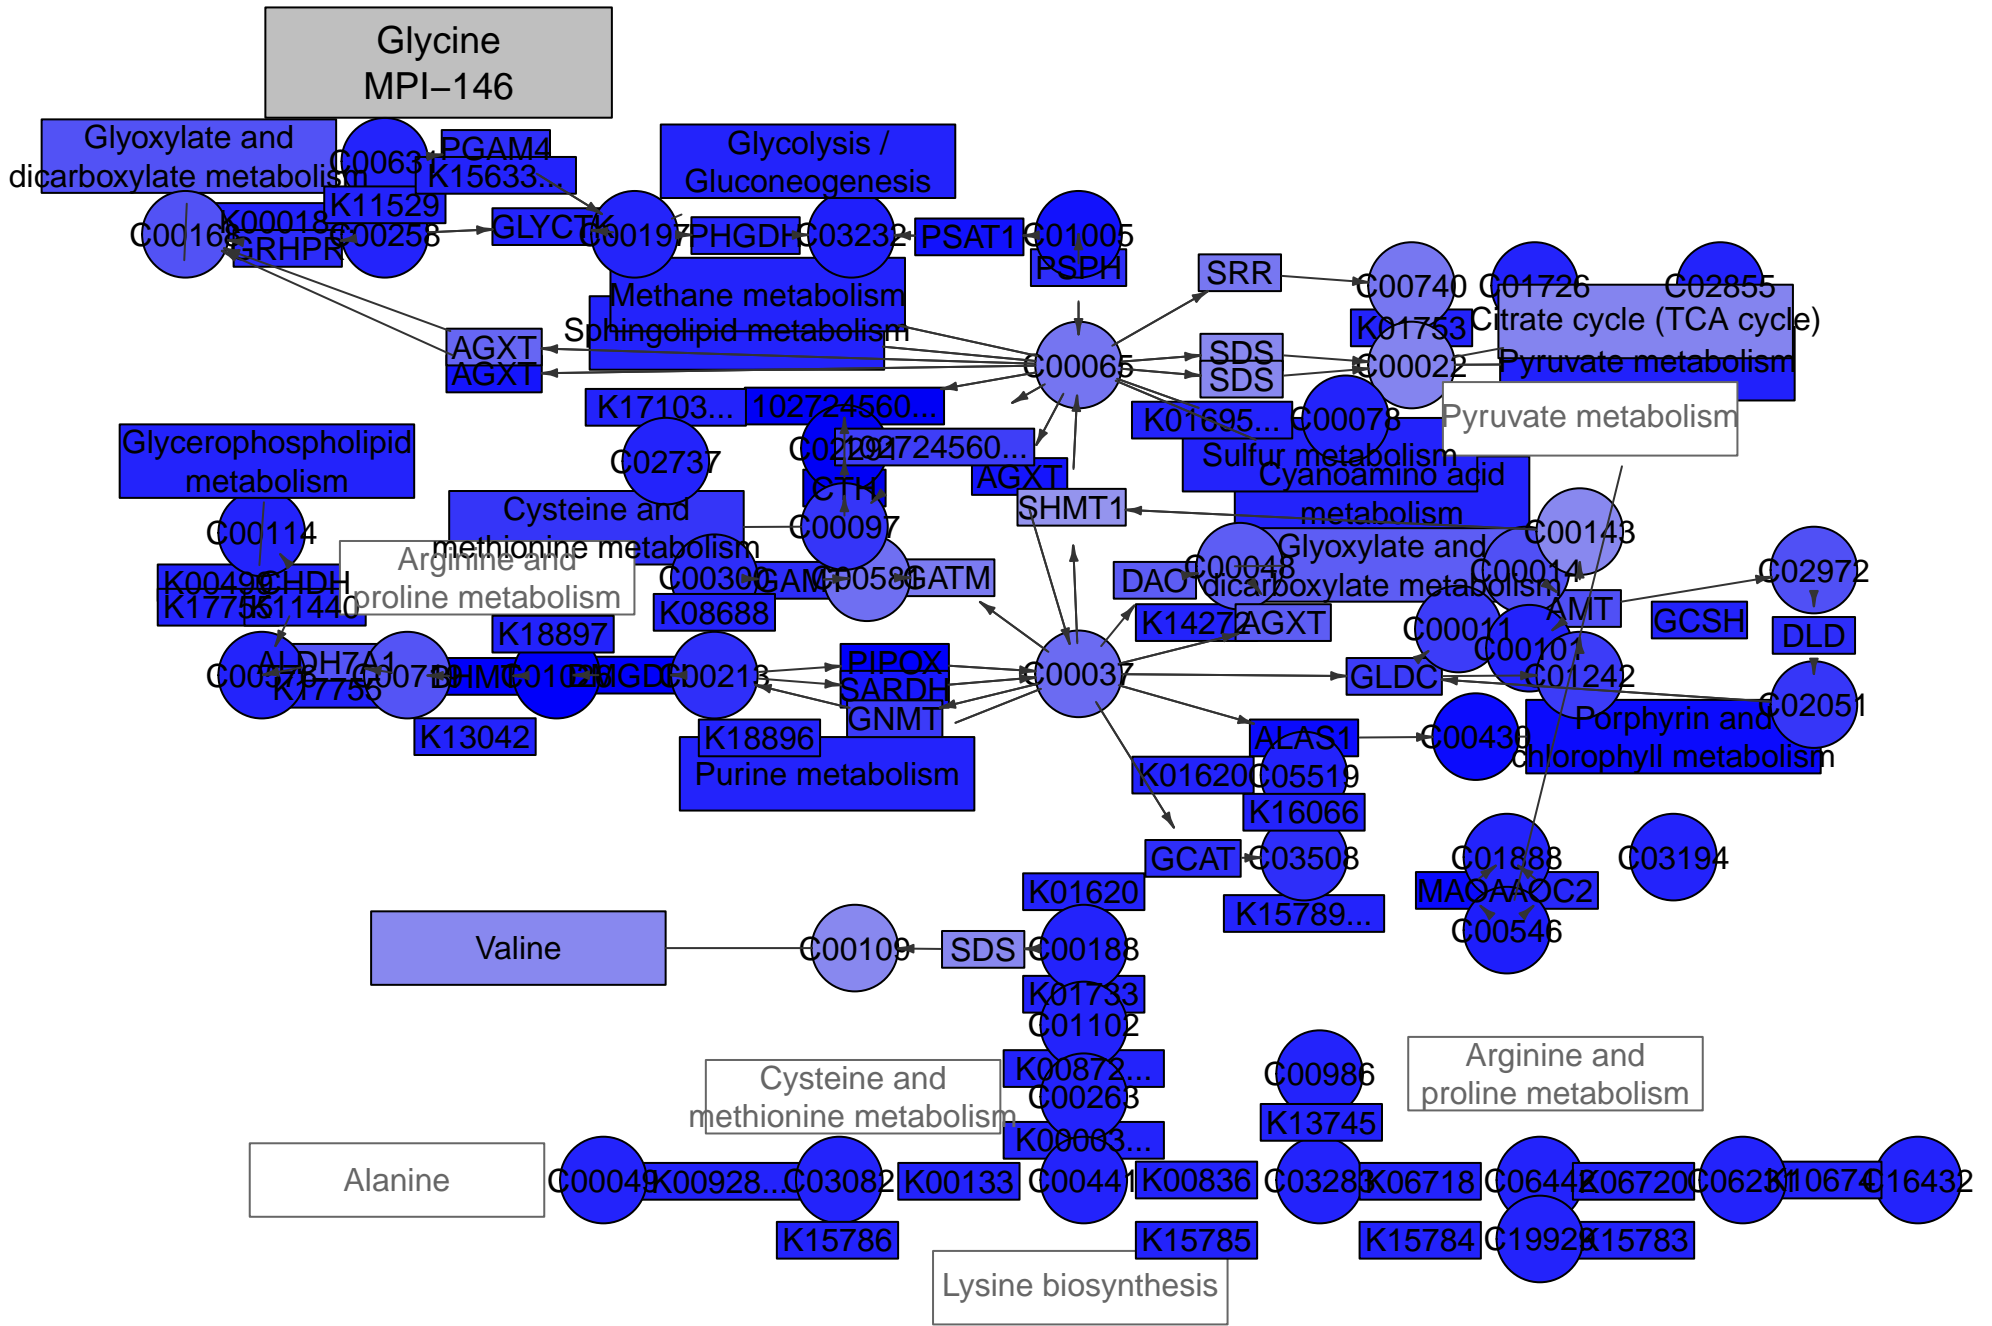 Glycine
MPI–146
Glyoxylate and
dicarboxylate metabolism
C00631
PGAM4
K15633...
Glycolysis /
Gluconeogenesis
K11529
K00018
C00168
GRHPR
C00258
GLYCTK
C00197
PHGDH
C03232
PSAT1
C01005
PSPH
SRR
C00740
C01726
C02855
Methane metabolism
Sphingolipid metabolism
K01753
Citrate cycle (TCA cycle)
AGXT
AGXT
C00065
SDS
SDS
C00022
Pyruvate metabolism
K17103...
102724560...
K01695...
C00078
Pyruvate metabolism
Glycerophospholipid
metabolism
C02737
C02291
102724560...
Sulfur metabolism
AGXT
Cyanoamino acid
metabolism
CTH
SHMT1
Cysteine and
methionine metabolism
C00097
C00114
C00143
Arginine and
proline metabolism
C00048
Glyoxylate and
dicarboxylate metabolism
C00014
K00499
CHDH
C00300
GAMT
C00581
GATM
DAO
C02972
K17755
K11440
K08688
K14272
AGXT
AMT
GCSH
K18897
C00011
DLD
C00101
ALDH7A1
C00576
C00719
BHMT
C01026
DMGDH
C00213
PIPOX
C00037
GLDC
C01242
K17756
SARDH
C02051
GNMT
K13042
K18896
ALAS1
C00430
Porphyrin and
chlorophyll metabolism
Purine metabolism
K01620
C05519
K16066
GCAT
C03508
C01888
C03194
K01620
MAOA
AOC2
K15789...
C00546
Valine
C00109
SDS
C00188
K01733
C01102
K00872...
Cysteine and
methionine metabolism
C00263
C00986
Arginine and
proline metabolism
K13745
K00003...
Alanine
C00049
K00928...
C03082
K00133
C00441
K00836
C03283
K06718
C06442
K06720
C06231
K10674
C16432
K15786
K15785
K15784
C19929
K15783
Lysine biosynthesis